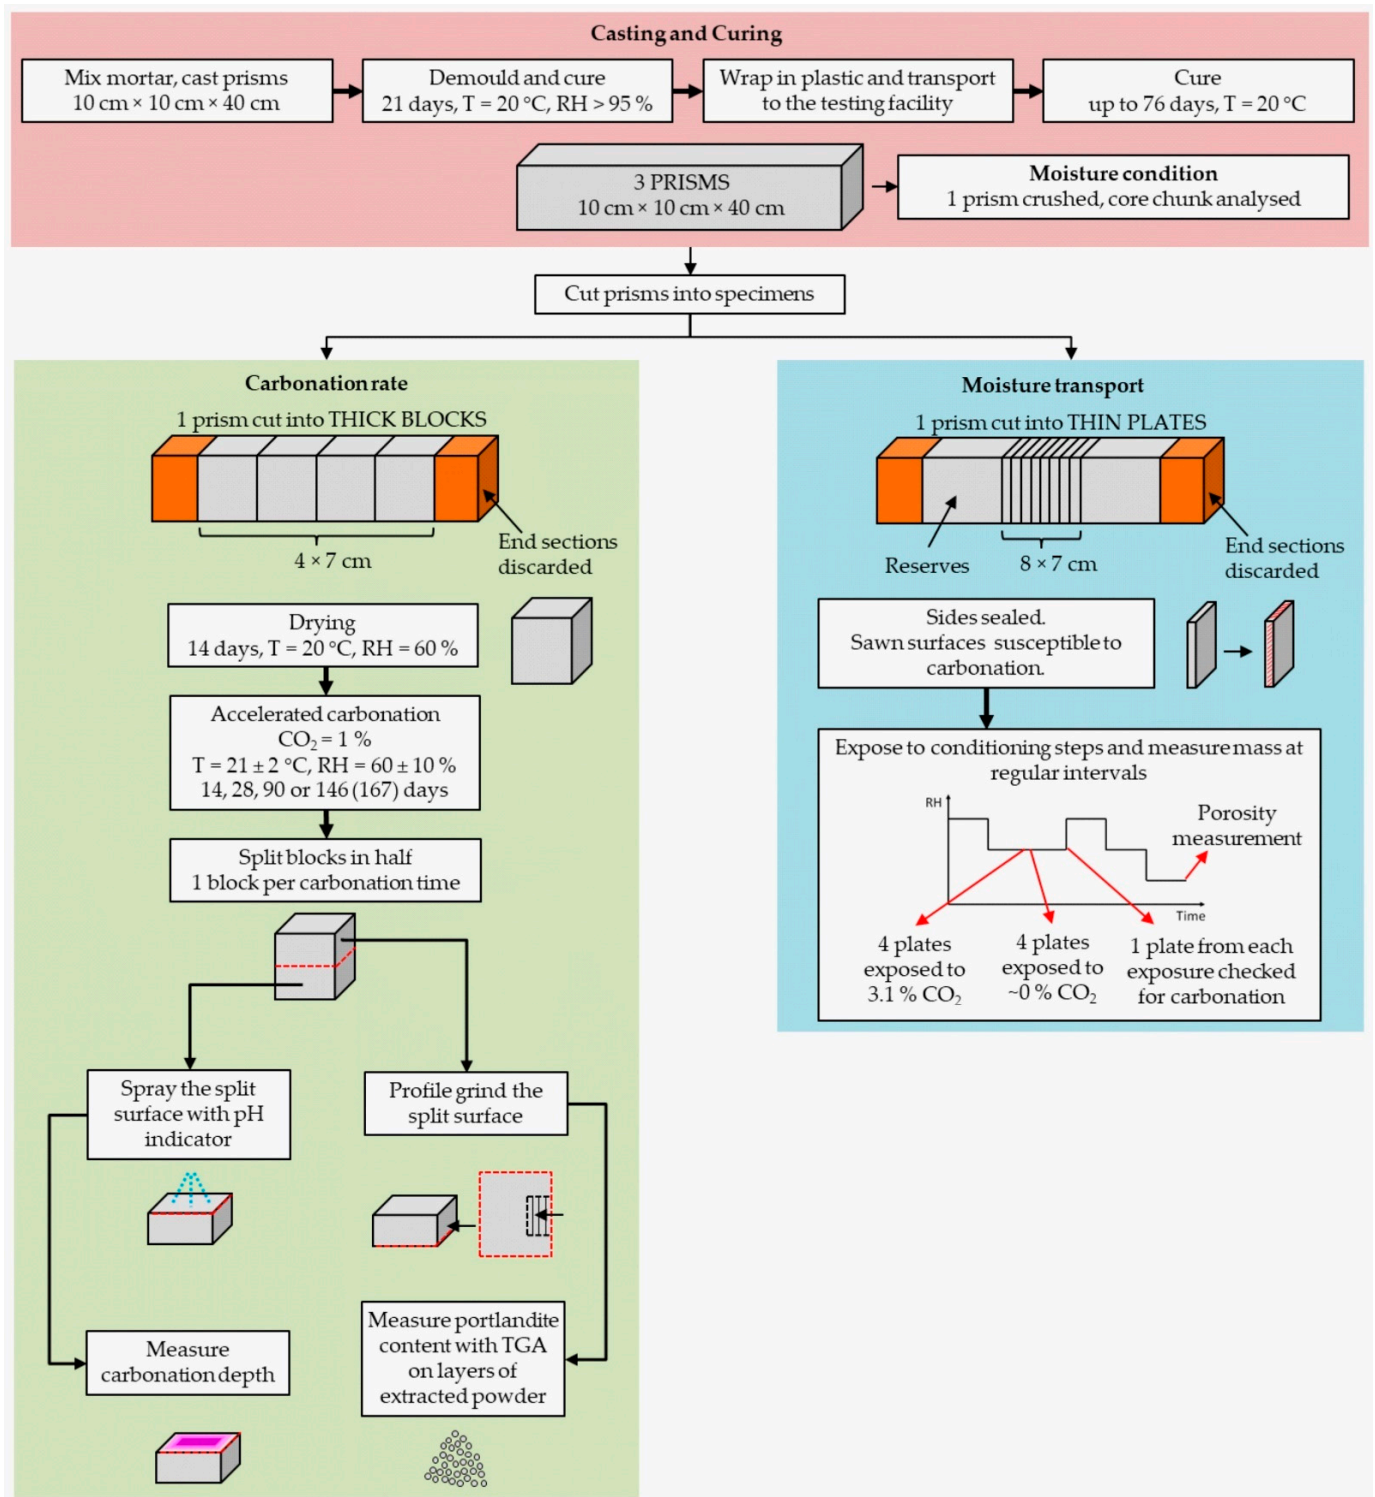 Casting and Curing
Mix mortar, cast prisms
10 cm × 10 cm × 40 cm
Demould and cure
21 days, T = 20 °C, RH > 95 %
Wrap in plastic and transport
to the testing facility
Cure
up to 76 days, T = 20 °C
3 PRISMS
10 cm × 10 cm × 40 cm
Moisture condition
1 prism crushed, core chunk analysed
Cut prisms into specimens
Carbonation rate
1 prism cut into THICK BLOCKS
4 × 7 cm
End sections
discarded
Drying
14 days, T = 20 °C, RH = 60 %
Accelerated carbonation
CO₂ = 1 %
T = 21 ± 2 °C, RH = 60 ± 10 %
14, 28, 90 or 146 (167) days
Split blocks in half
1 block per carbonation time
Spray the split
surface with pH
indicator
Profile grind the
split surface
Measure
carbonation depth
Measure portlandite
content with TGA
on layers of
extracted powder
Moisture transport
1 prism cut into THIN PLATES
Reserves
8 × 7 cm
End sections
discarded
Sides sealed.
Sawn surfaces susceptible to
carbonation.
Expose to conditioning steps and measure mass at
regular intervals
RH
Porosity
measurement
Time
4 plates
exposed to
3.1 % CO₂
4 plates
exposed to
~0 % CO₂
1 plate from each
exposure checked
for carbonation